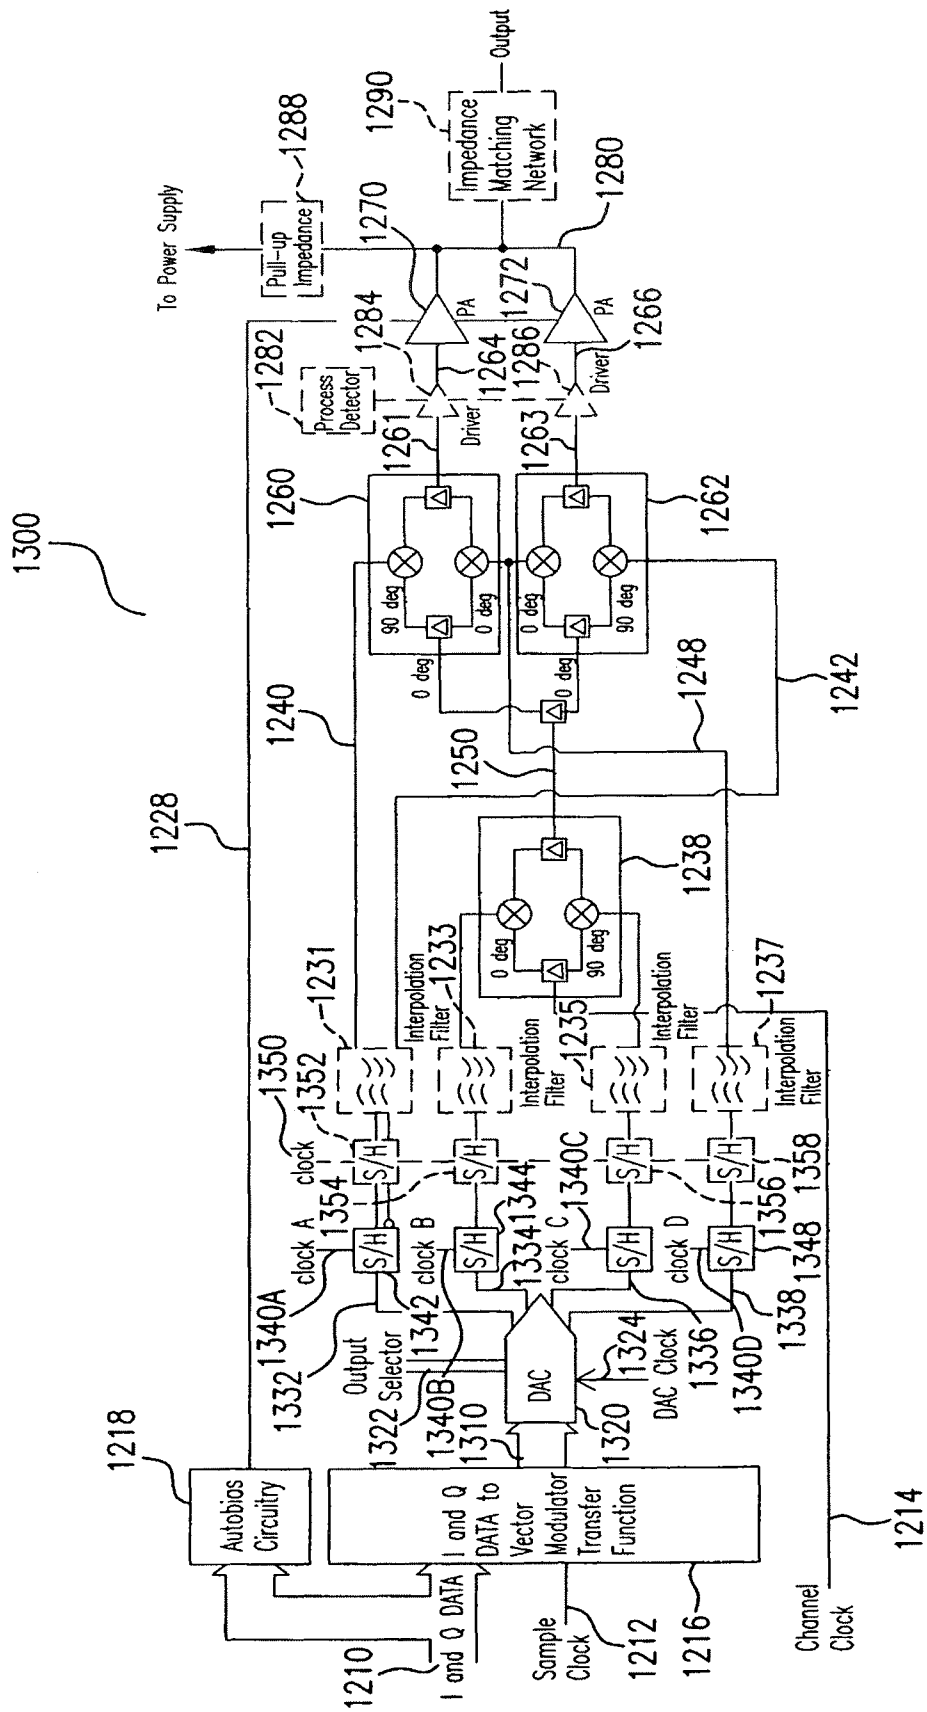 1300
1210
I and Q DATA
Sample
Clock
1212
1216
Channel
Clock
1214
1218
Autobias
Circuitry
I and Q
DATA to
Vector
Modulator
Transfer
Function
1228
1310
Output
Selector
1322
DAC
1320
DAC Clock
1324
1332
1334
1336
1338
clock A
1340A
S/H
1342
clock B
1340B
S/H
1344
clock C
1340C
S/H
clock D
1340D
S/H
1348
clock
1350
1352
S/H
1354
S/H
1356
S/H
1358
S/H
1231
Interpolation
Filter
1233
Interpolation
Filter
1235
Interpolation
Filter
1237
Interpolation
Filter
0 deg
90 deg
1238
1240
1250
1248
1242
0 deg
0 deg
1260
90 deg
0 deg
0 deg
90 deg
1262
1261
1263
1282
Process
Detector
1284
Driver
1264
1286
Driver
1266
1270
PA
1272
PA
1280
To Power Supply
Pull-up
Impedance
1288
1290
Impedance
Matching
Network
Output